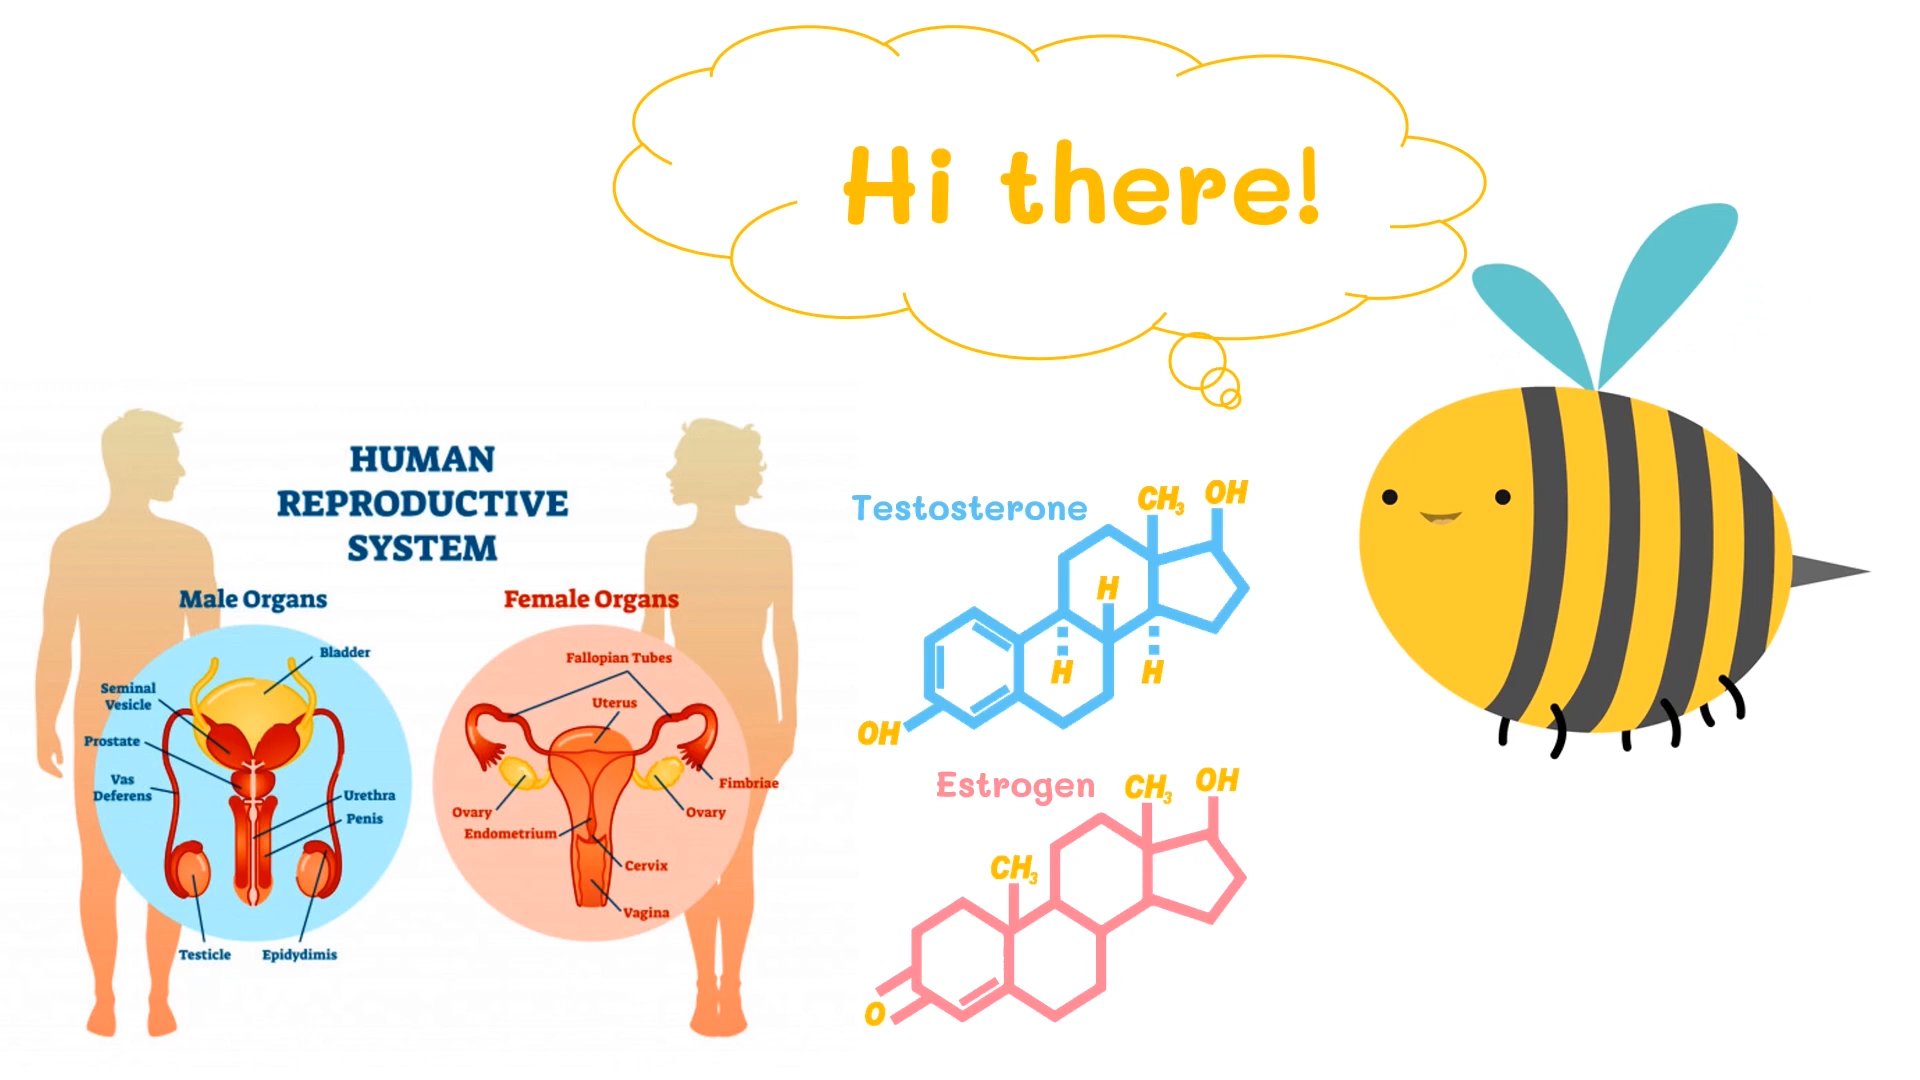 Hi there!
HUMAN
REPRODUCTIVE
SYSTEM
Male Organs
Bladder
Seminal
Vesicle
Prostate
Vas
Deferens
Urethra
Penis
Testicle
Epidydimis
Female Organs
Fallopian Tubes
Uterus
Fimbriae
Ovary
Ovary
Endometrium
Cervix
Vagina
Testosterone
CH₃
OH
H
H
H
OH
Estrogen
CH₃
OH
CH₃
O